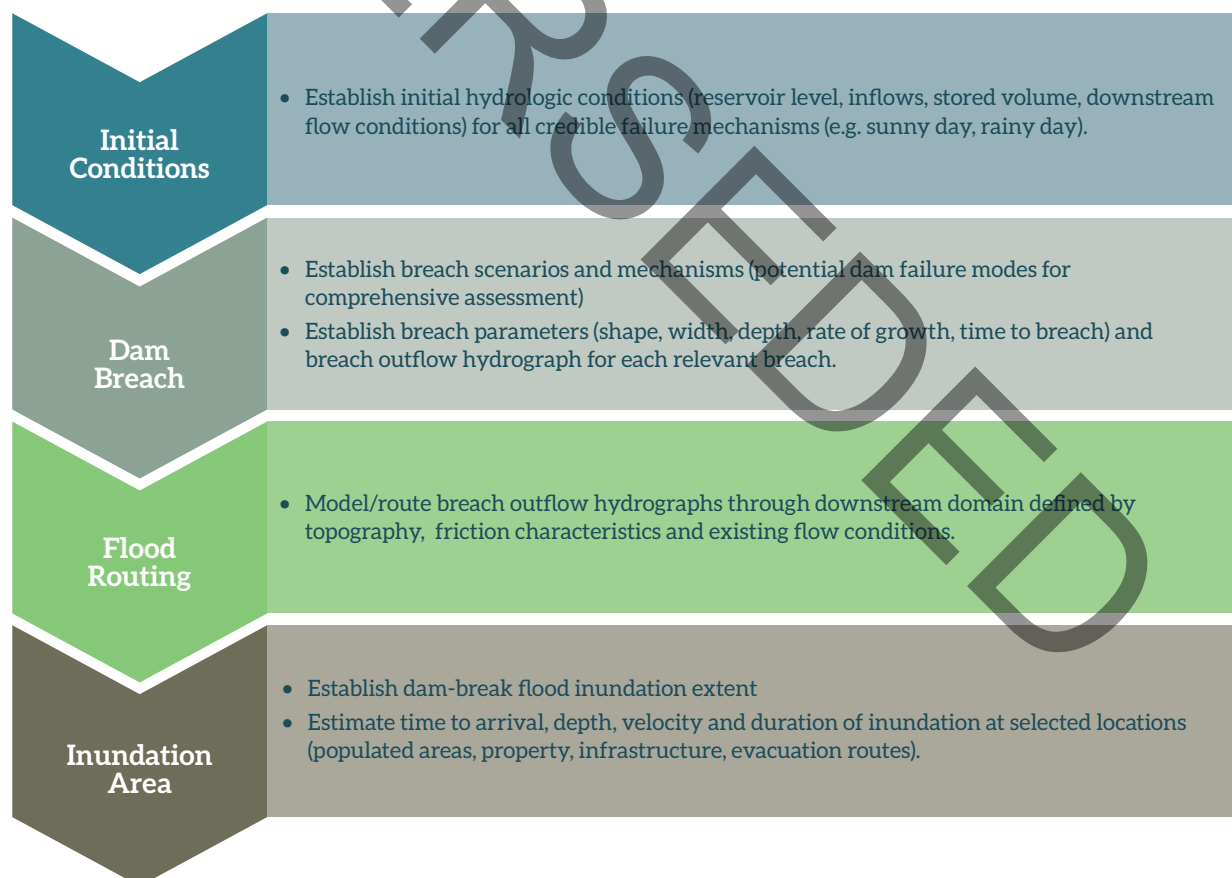 Initial
Conditions
• Establish initial hydrologic conditions (reservoir level, inflows, stored volume, downstream
flow conditions) for all credible failure mechanisms (e.g. sunny day, rainy day).
Dam
Breach
• Establish breach scenarios and mechanisms (potential dam failure modes for
comprehensive assessment)
• Establish breach parameters (shape, width, depth, rate of growth, time to breach) and
breach outflow hydrograph for each relevant breach.
Flood
Routing
• Model/route breach outflow hydrographs through downstream domain defined by
topography,  friction characteristics and existing flow conditions.
Inundation
Area
• Establish dam-break flood inundation extent
• Estimate time to arrival, depth, velocity and duration of inundation at selected locations
(populated areas, property, infrastructure, evacuation routes).
RSEDED